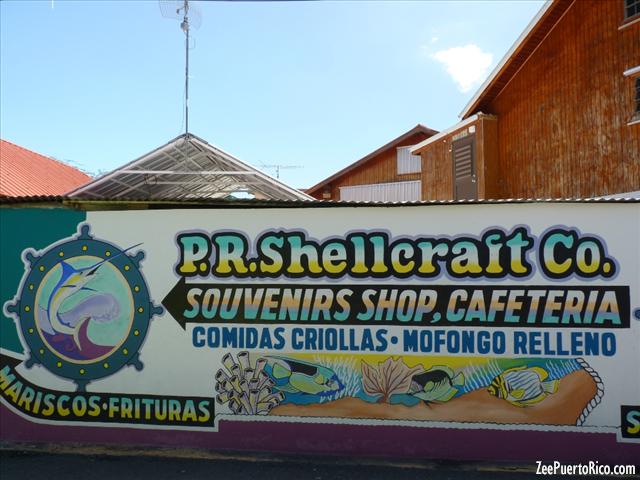 P.R. Shellcraft Co.
SOUVENIRS SHOP, CAFETERIA
COMIDAS CRIOLLAS • MOFONGO RELLENO
MARISCOS • FRITURAS
S
ZeePuertoRico.com